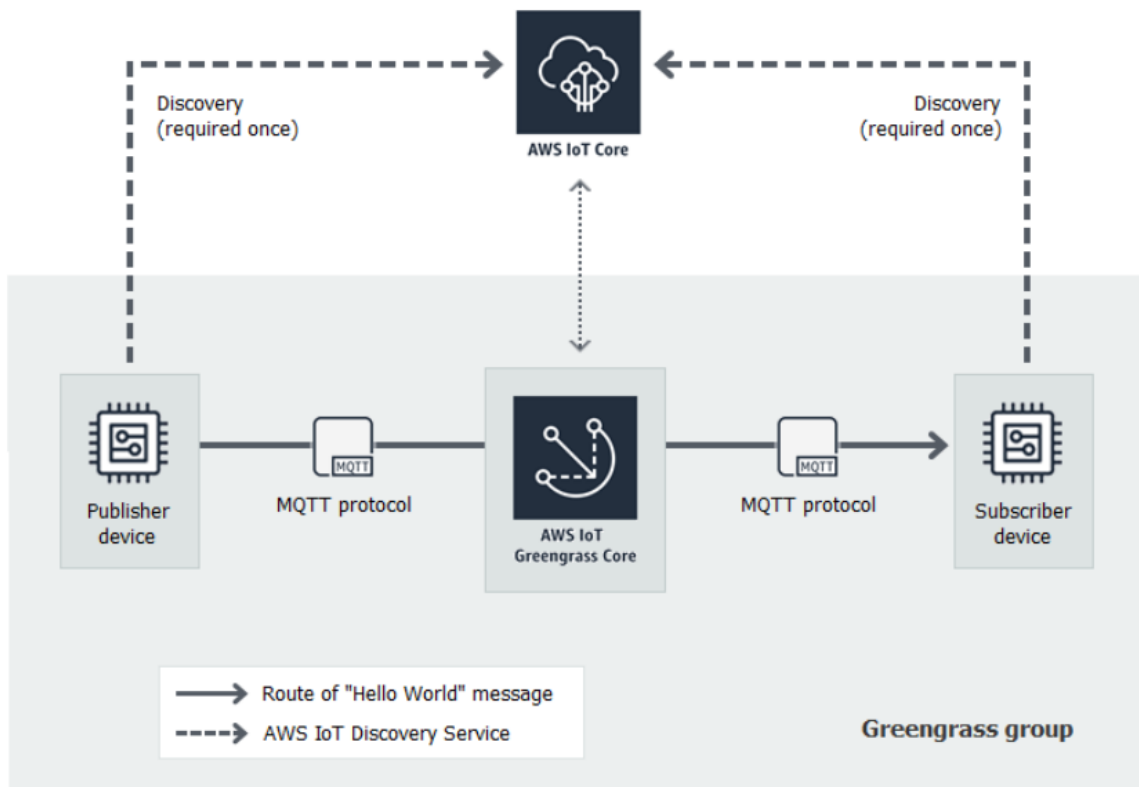 Discovery
(required once)
AWS IoT Core
Discovery
(required once)
Publisher
device
MQTT
MQTT protocol
AWS IoT
Greengrass Core
MQTT
MQTT protocol
Subscriber
device
Route of "Hello World" message
AWS IoT Discovery Service
Greengrass group